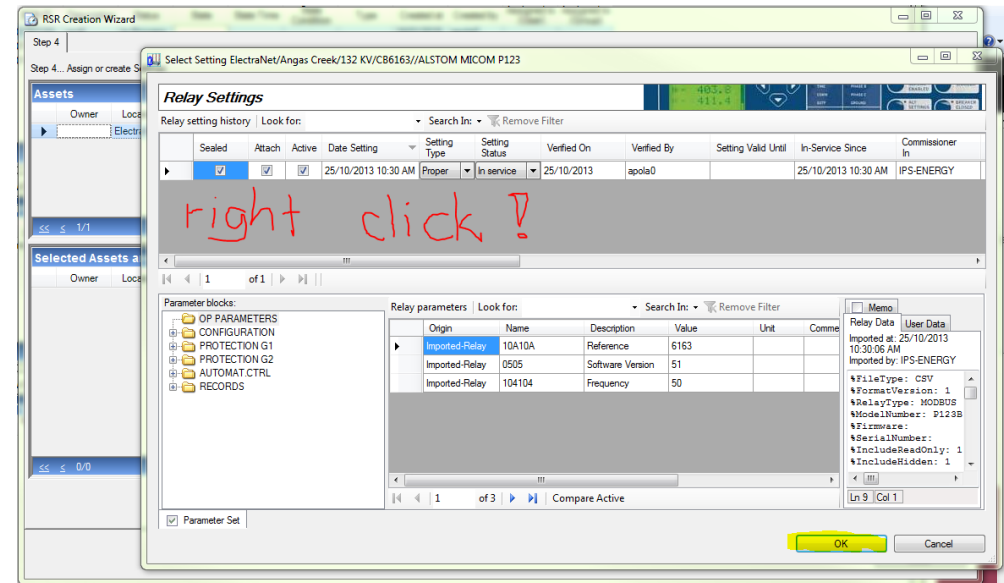 RSR Creation Wizard
Step 4
Step 4... Assign or create S
Assets
Owner Loca
Electra
<< < 1/1
Selected Assets a
Owner Loca
<< < 0/0
Select Setting ElectraNet/Angas Creek/132 KV/CB6163//ALSTOM MICOM P123
Relay Settings
403.8
411.4
Relay setting history Look for: Search In: Remove Filter
Sealed Attach Active Date Setting Setting Type Setting Status Verified On Verified By Setting Valid Until In-Service Since Commissioner In
25/10/2013 10:30 AM Proper In service 25/10/2013 apola0 25/10/2013 10:30 AM IPS-ENERGY
right click!
1 of 1
Parameter blocks:
OP PARAMETERS
CONFIGURATION
PROTECTION G1
PROTECTION G2
AUTOMAT.CTRL
RECORDS
Parameter Set
Relay parameters Look for: Search In: Remove Filter
Origin Name Description Value Unit Comme
Imported-Relay 10A10A Reference 6163
Imported-Relay 0505 Software Version 51
Imported-Relay 104104 Frequency 50
1 of 3 Compare Active
Memo
Relay Data User Data
Imported at: 25/10/2013
10:30:06 AM
Imported by: IPS-ENERGY
%FileType: CSV
%FormatVersion: 1
%RelayType: MODBUS
%ModelNumber: P123B
%Firmware:
%SerialNumber:
%IncludeReadOnly: 1
%IncludeHidden: 1
Ln 9 Col 1
OK Cancel